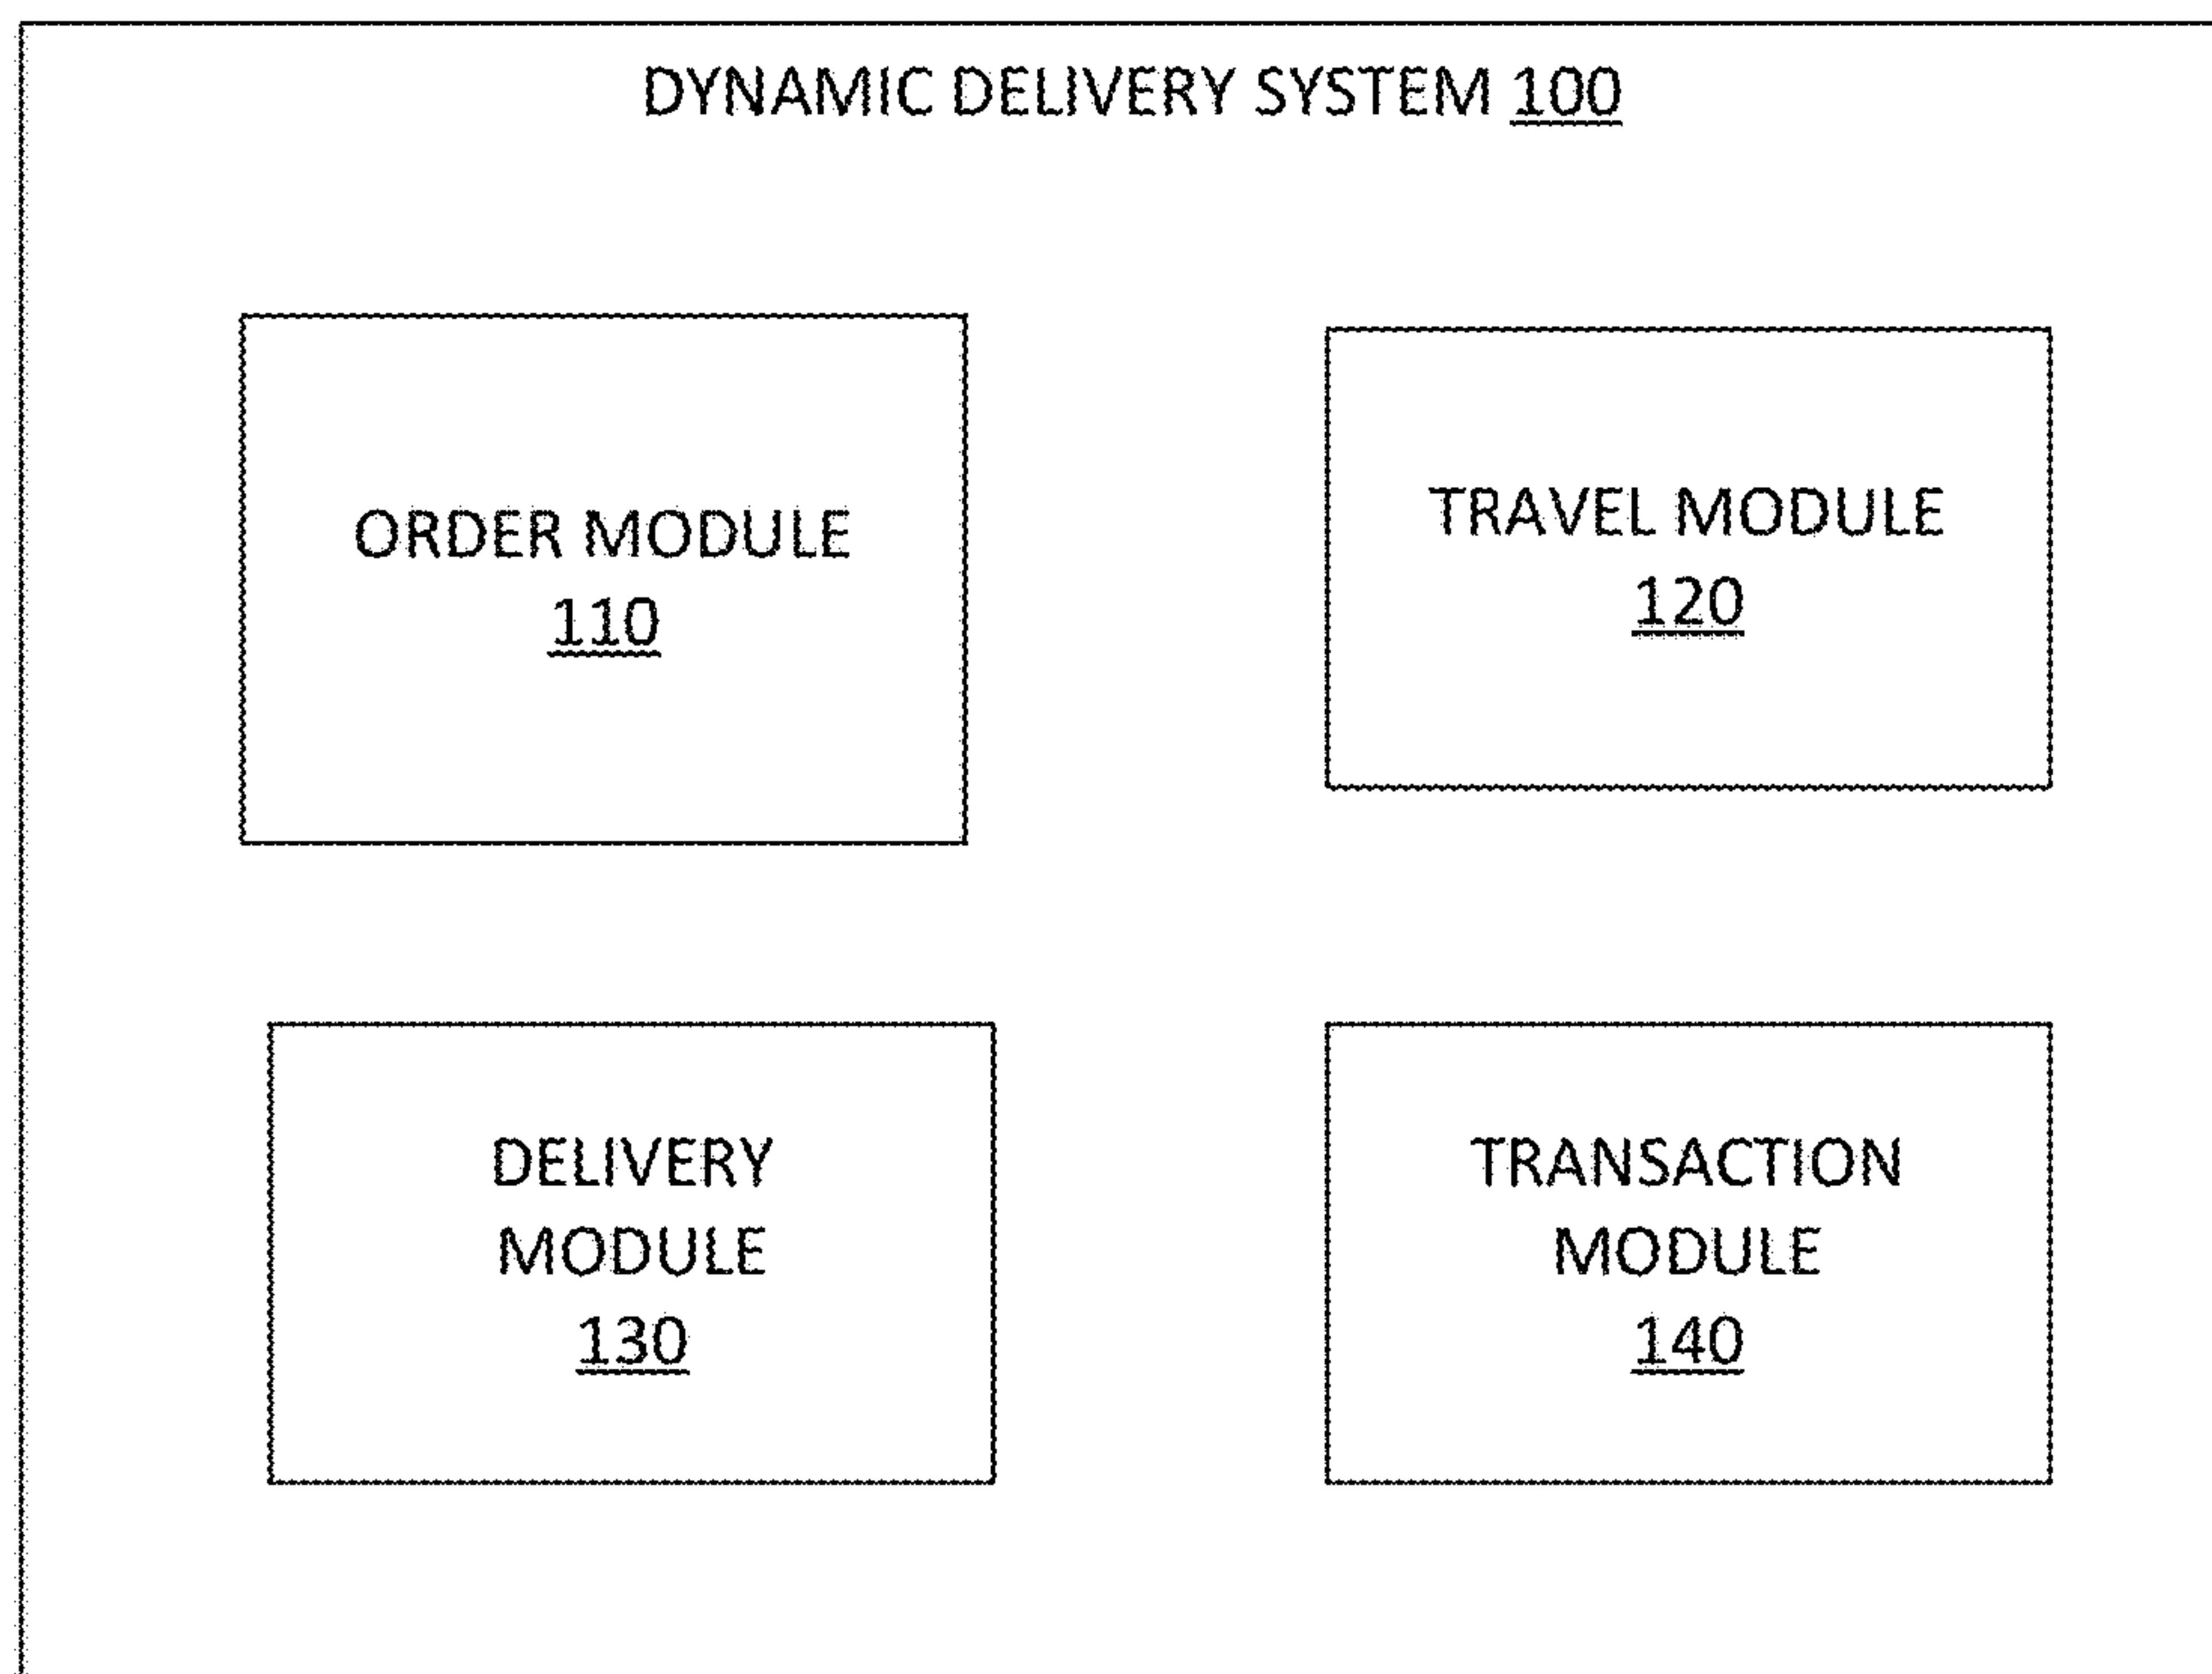 DYNAMIC DELIVERY SYSTEM 100
ORDER MODULE
110
TRAVEL MODULE
120
DELIVERY
MODULE
130
TRANSACTION
MODULE
140